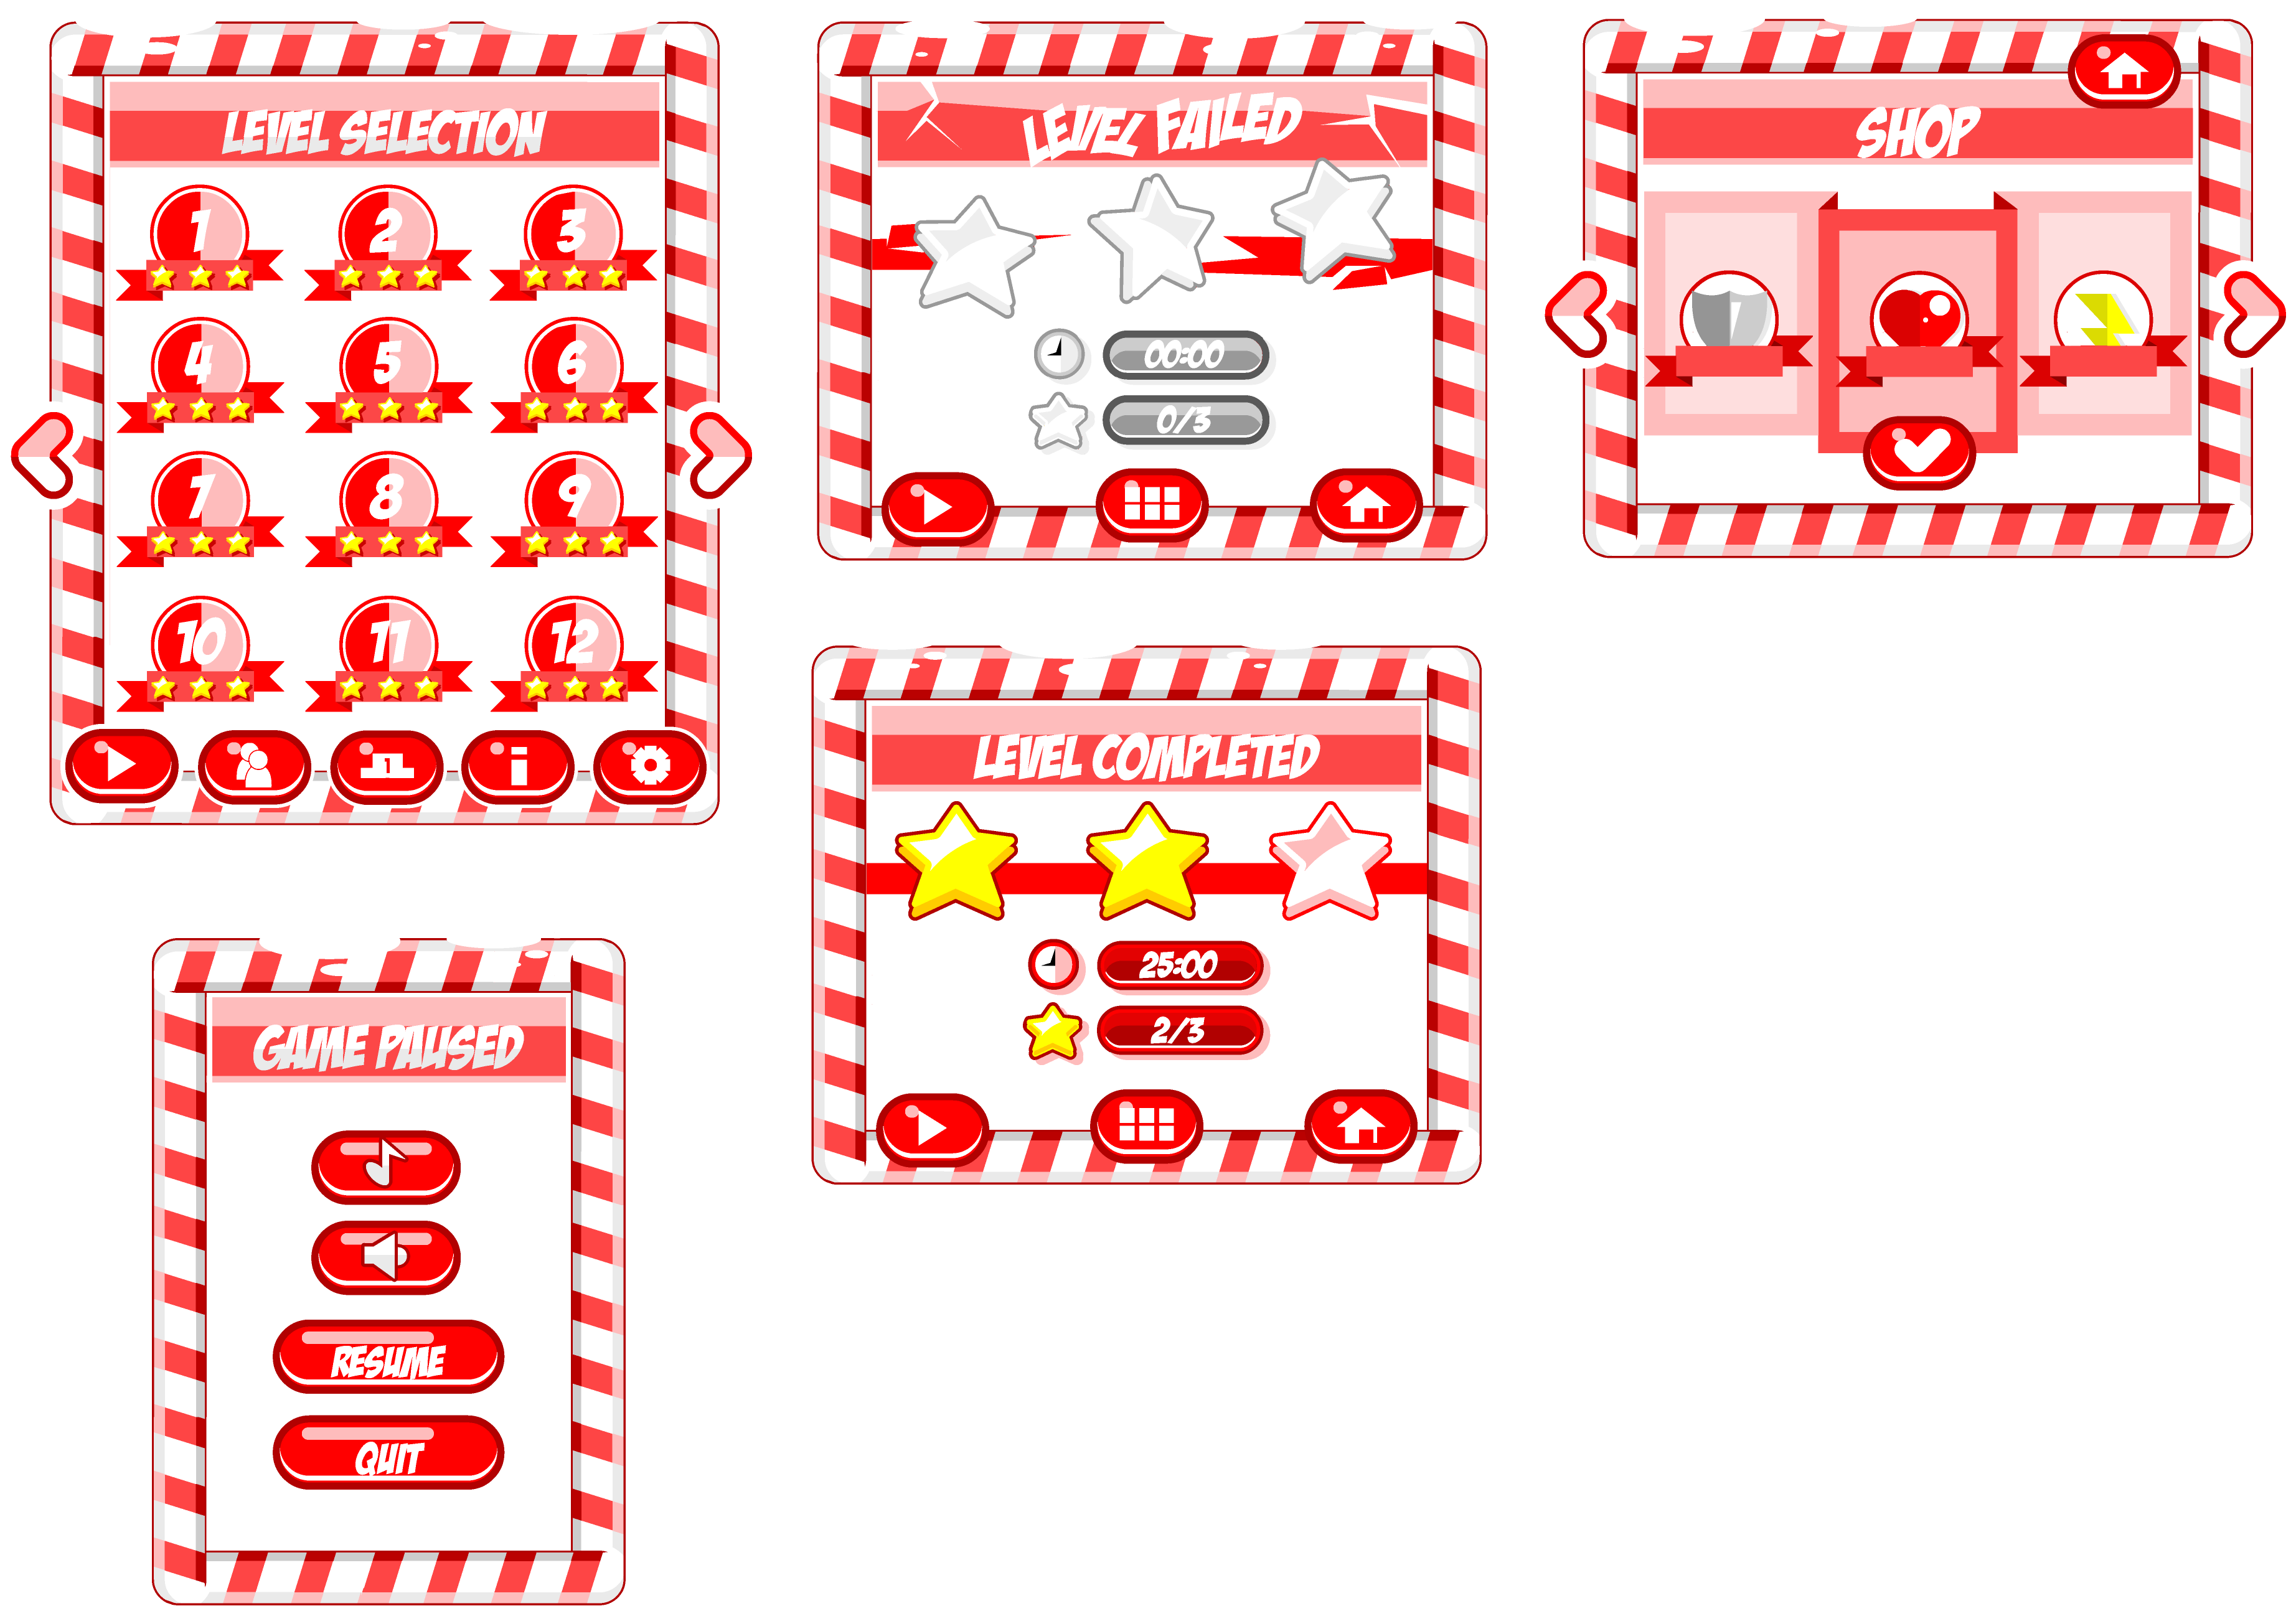 LEVEL SELECTION
1 2 3
4 5 6
7 8 9
10 11 12
1
LEVEL FAILED
00:00
0/3
SHOP
LEVEL COMPLETED
25:00
2/3
GAME PAUSED
RESUME
QUIT